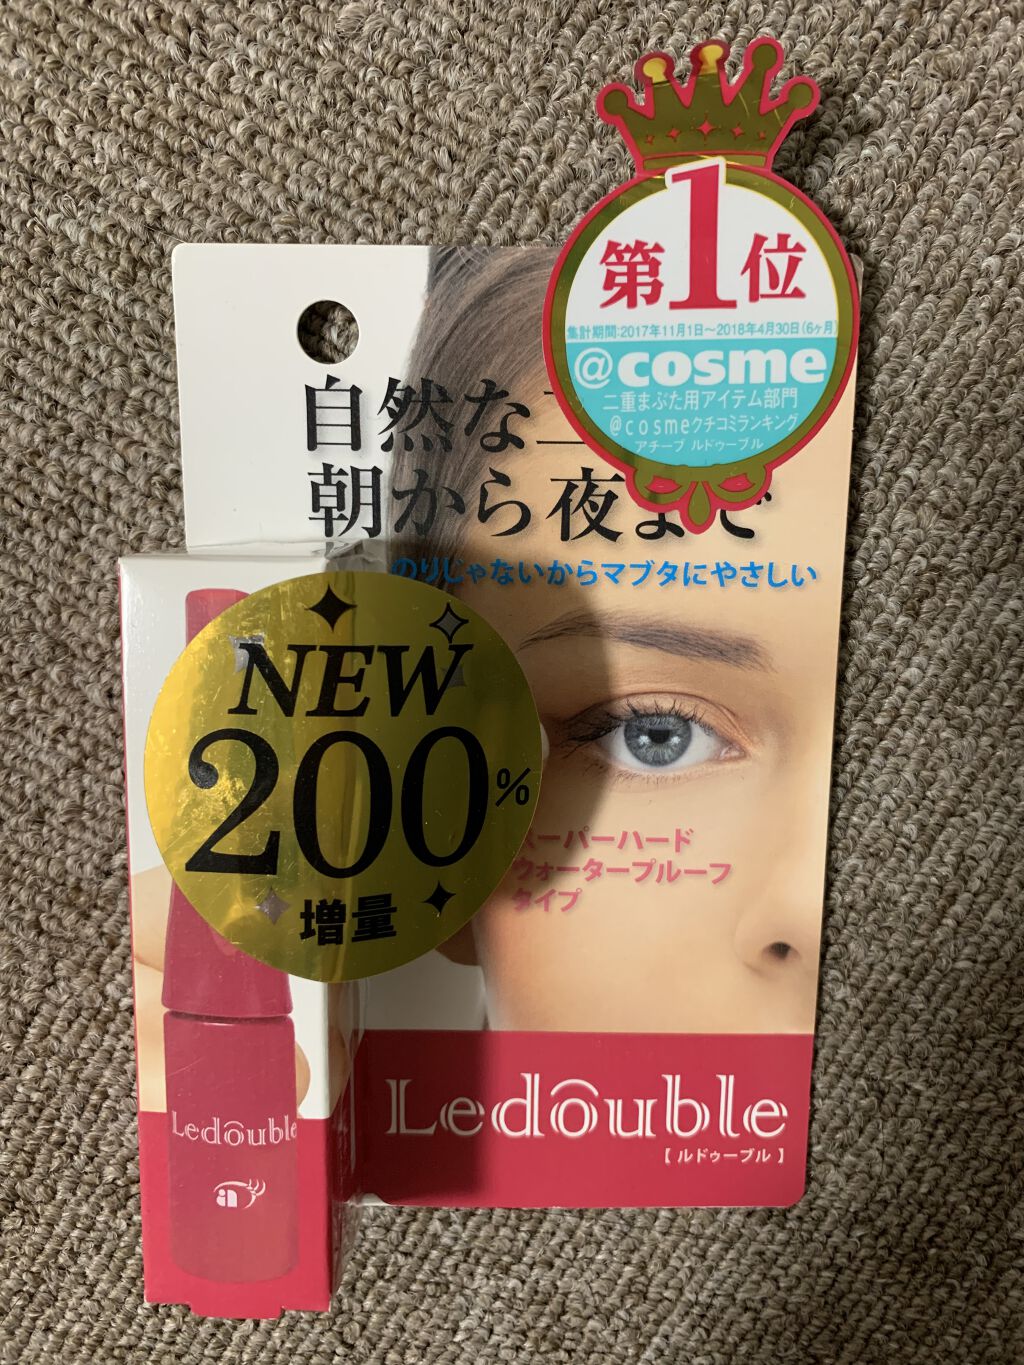 第1位
集計期間:2017年11月1日～2018年4月30日(6ヶ月)
@cosme
二重まぶた用アイテム部門
@cosmeクチコミランキング
アチーブ ルドゥーブル
自然な二
朝から夜まで
のりじゃないからマブタにやさしい
NEW
200%
増量
スーパーハード
ウォータープルーフ
タイプ
Ledouble
【ルドゥーブル】
Ledouble
a